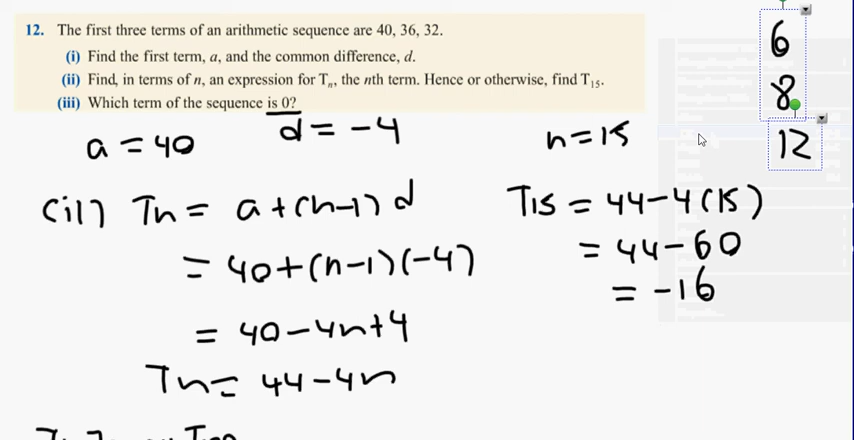 12. The first three terms of an arithmetic sequence are 40, 36, 32.
(i) Find the first term, a, and the common difference, d.
(ii) Find, in terms of n, an expression for Tₙ, the nth term. Hence or otherwise, find T₁₅.
(iii) Which term of the sequence is 0?
6
8
12
a = 40
d = -4
n = 15
(ii) Tn = a + (n-1) d
= 40 + (n-1)(-4)
= 40 - 4n + 4
Tn = 44 - 4n
T15 = 44 - 4(15)
= 44 - 60
= -16